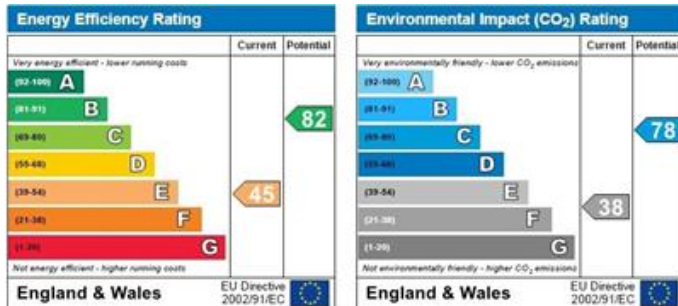 Energy Efficiency Rating
Current Potential
Very energy efficient - lower running costs
(92-100) A
(81-91) B
(69-80) C
(55-68) D
(39-54) E
(21-38) F
(1-20) G
82
45
Not energy efficient - higher running costs
England & Wales
EU Directive
2002/91/EC
Environmental Impact (CO₂) Rating
Current Potential
Very environmentally friendly - lower CO₂ emissions
(92-100) A
(81-91) B
(69-80) C
(55-68) D
(39-54) E
(21-38) F
(1-20) G
78
38
Not environmentally friendly - higher CO₂ emissions
England & Wales
EU Directive
2002/91/EC